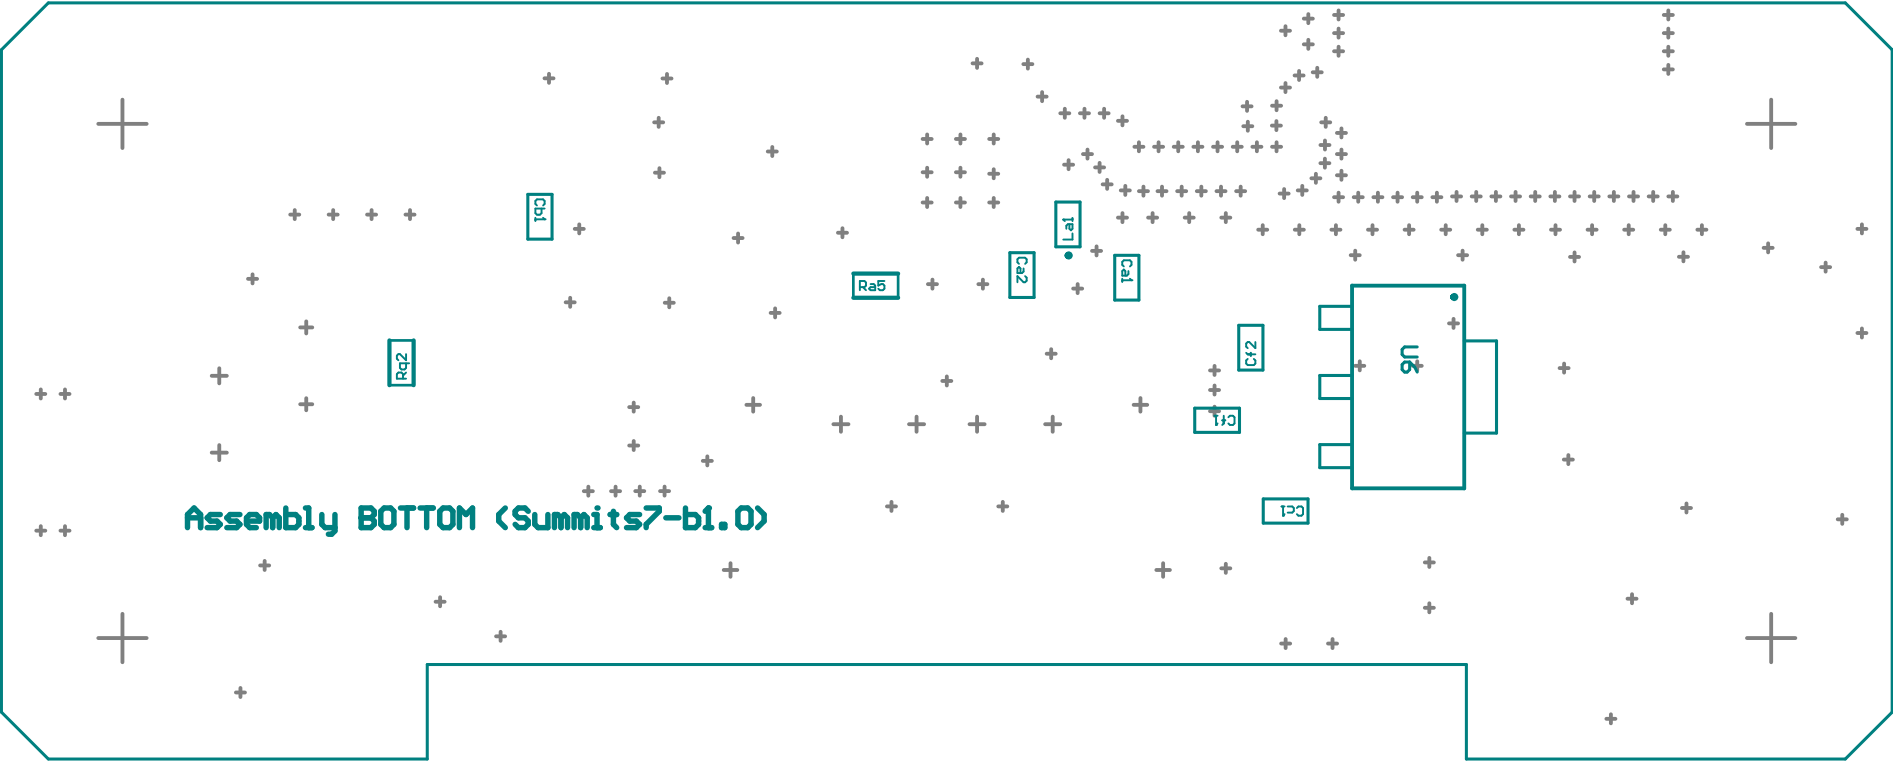 Cb1
La1
Ca2
Ca1
Ra5
Cf2
U6
Rq2
Cf1
Assembly BOTTOM (Summits7-b1.0)
Cc1